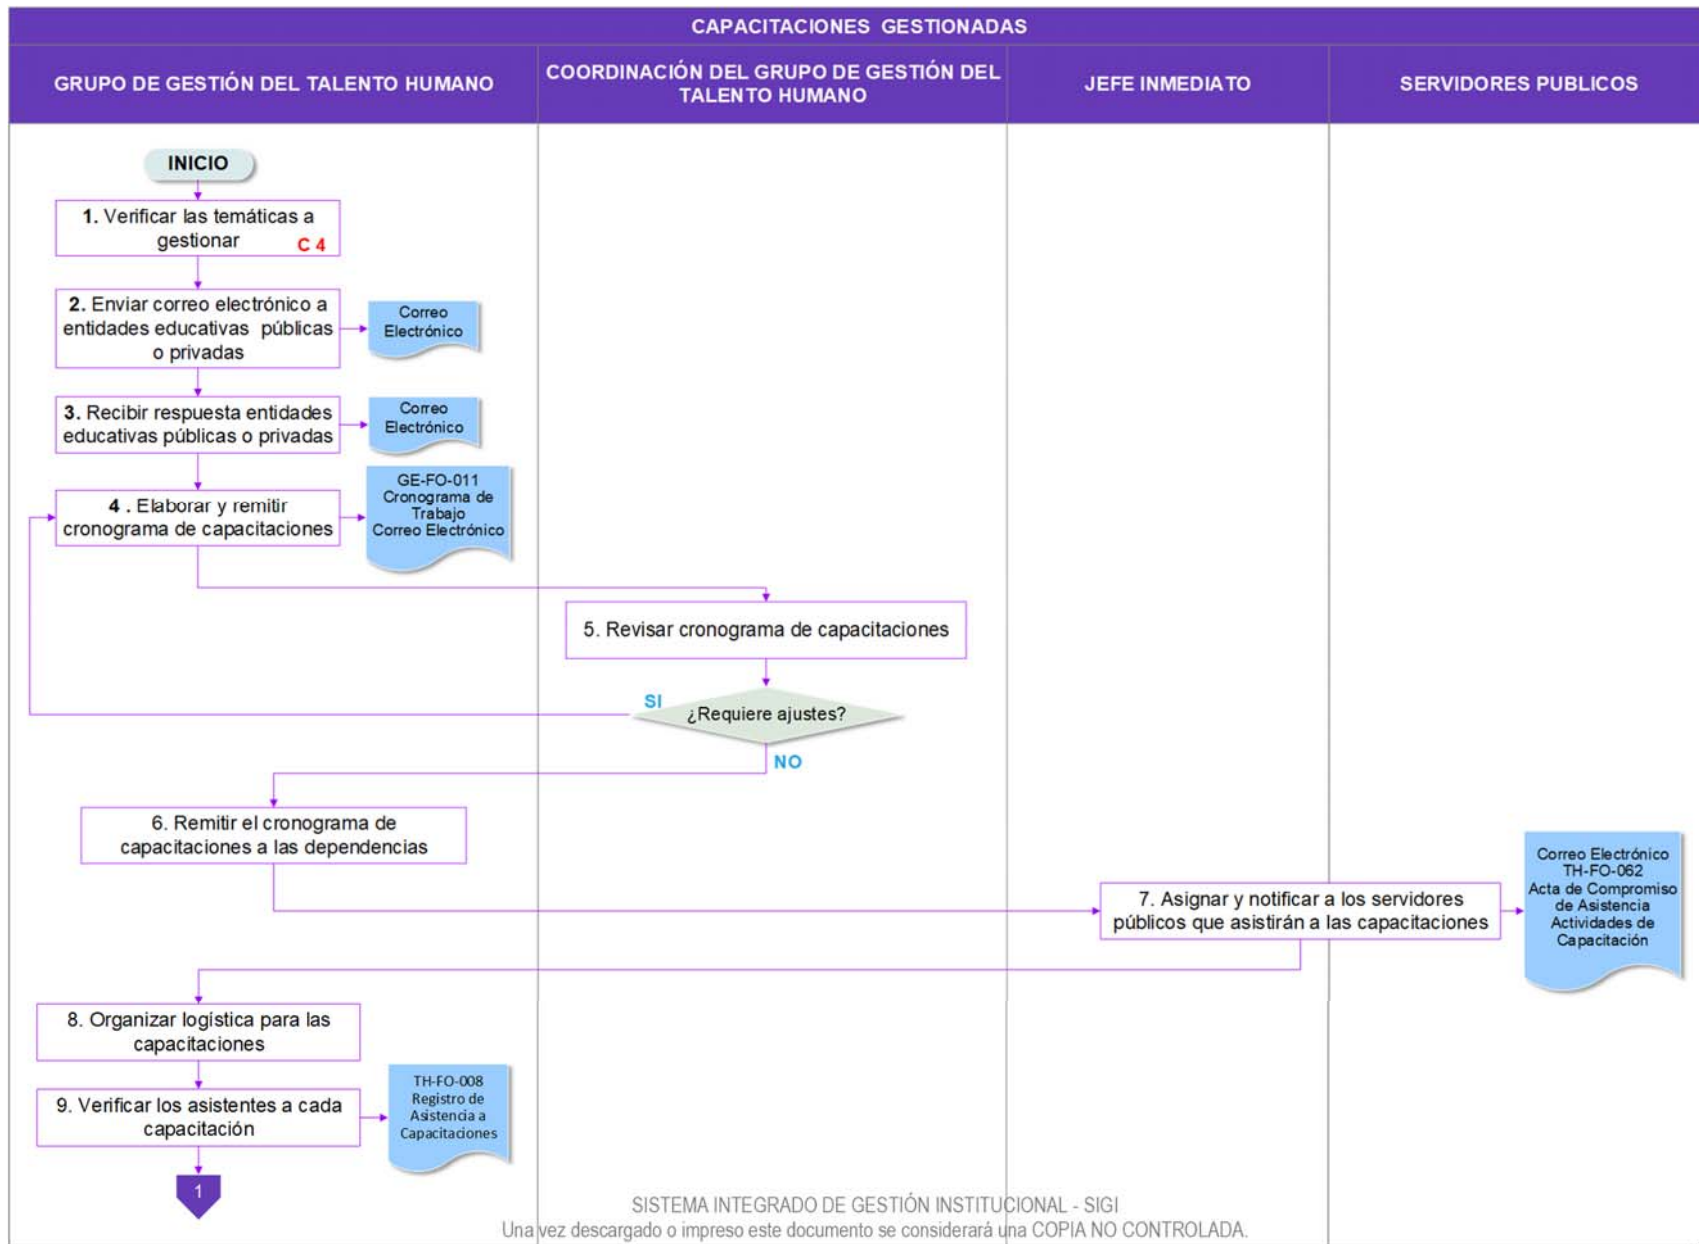 CAPACITACIONES GESTIONADAS
GRUPO DE GESTIÓN DEL TALENTO HUMANO
COORDINACIÓN DEL GRUPO DE GESTIÓN DEL
TALENTO HUMANO
JEFE INMEDIATO
SERVIDORES PUBLICOS
INICIO
1. Verificar las temáticas a
gestionar
C 4
2. Enviar correo electrónico a
entidades educativas públicas
o privadas
Correo
Electrónico
3. Recibir respuesta entidades
educativas públicas o privadas
Correo
Electrónico
4 . Elaborar y remitir
cronograma de capacitaciones
GE-FO-011
Cronograma de
Trabajo
Correo Electrónico
5. Revisar cronograma de capacitaciones
SI
¿Requiere ajustes?
NO
6. Remitir el cronograma de
capacitaciones a las dependencias
7. Asignar y notificar a los servidores
públicos que asistirán a las capacitaciones
Correo Electrónico
TH-FO-062
Acta de Compromiso
de Asistencia
Actividades de
Capacitación
8. Organizar logística para las
capacitaciones
9. Verificar los asistentes a cada
capacitación
TH-FO-008
Registro de
Asistencia a
Capacitaciones
1
SISTEMA INTEGRADO DE GESTIÓN INSTITUCIONAL - SIGI
Una vez descargado o impreso este documento se considerará una COPIA NO CONTROLADA.